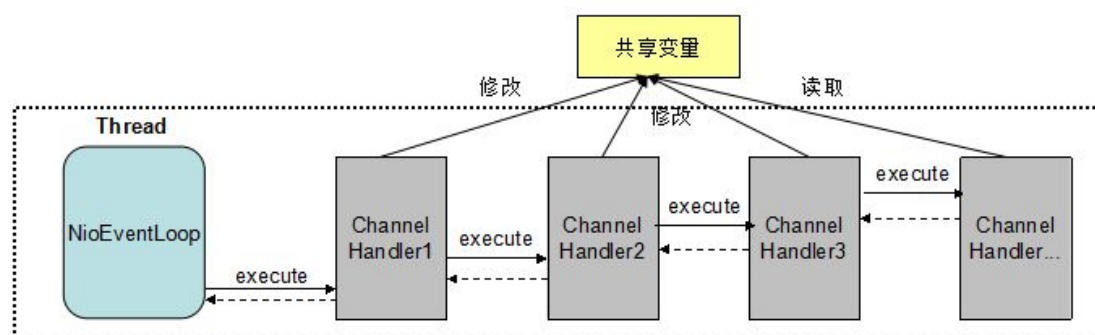 共享变量
修改
读取
修改
Thread
NioEventLoop
execute
Channel
Handler1
execute
Channel
Handler2
execute
Channel
Handler3
execute
Channel
Handler...